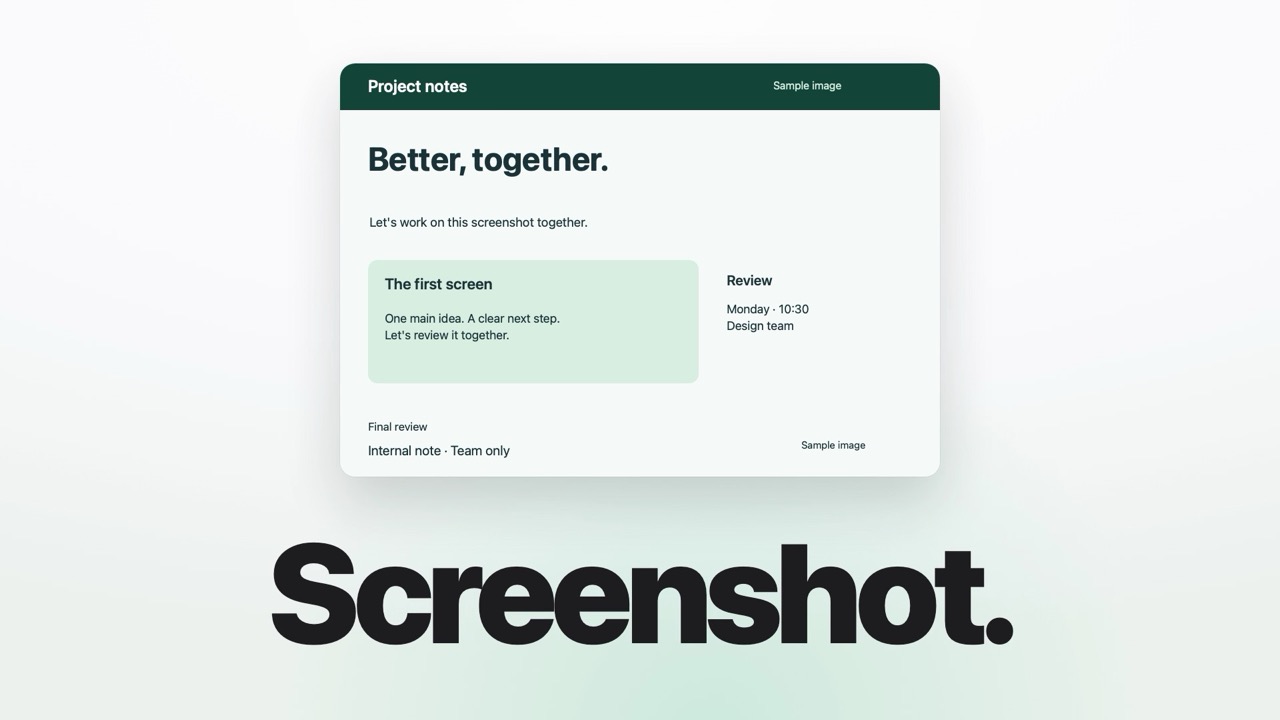 Project notes
Sample image
Better, together.
Let's work on this screenshot together.
The first screen
One main idea. A clear next step.
Let's review it together.
Review
Monday · 10:30
Design team
Final review
Internal note · Team only
Sample image
Screenshot.